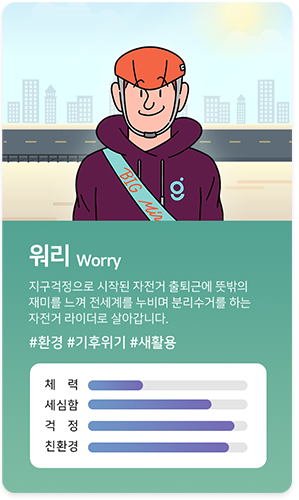 BIG Min
g
워리 Worry
지구걱정으로 시작된 자전거 출퇴근에 뜻밖의
재미를 느껴 전세계를 누비며 분리수거를 하는
자전거 라이더로 살아갑니다.
#환경 #기후위기 #새활용
체 력
세심함
걱 정
친환경